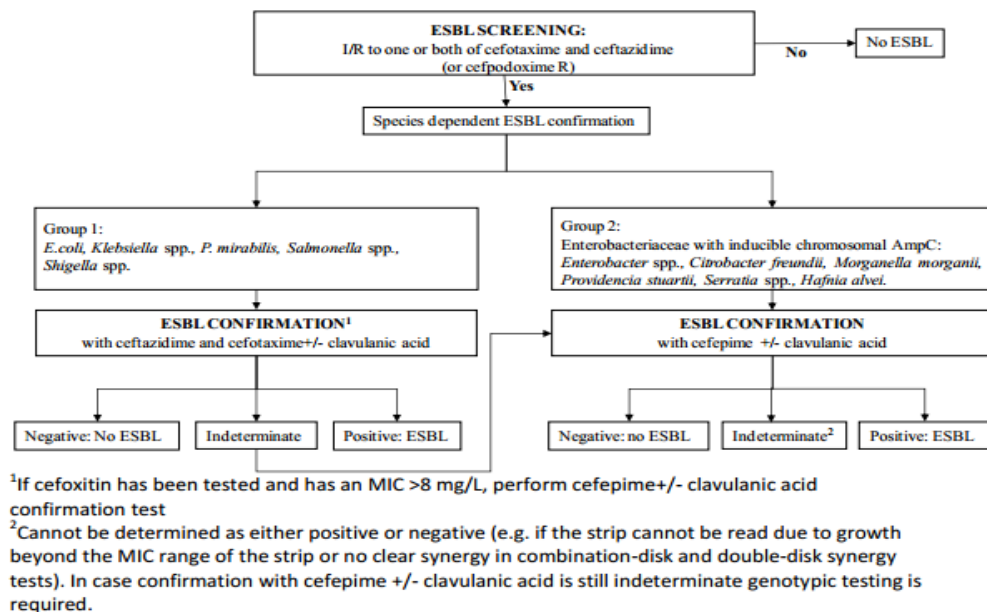 ESBL SCREENING:
I/R to one or both of cefotaxime and ceftazidime
(or cefpodoxime R)
No
No ESBL
Yes
Species dependent ESBL confirmation
Group 1:
E.coli, Klebsiella spp., P. mirabilis, Salmonella spp.,
Shigella spp.
Group 2:
Enterobacteriaceae with inducible chromosomal AmpC:
Enterobacter spp., Citrobacter freundii, Morganella morganii,
Providencia stuartii, Serratia spp., Hafnia alvei.
ESBL CONFIRMATION¹
with ceftazidime and cefotaxime+/- clavulanic acid
ESBL CONFIRMATION
with cefepime +/- clavulanic acid
Negative: No ESBL
Indeterminate
Positive: ESBL
Negative: no ESBL
Indeterminate²
Positive: ESBL
¹If cefoxitin has been tested and has an MIC >8 mg/L, perform cefepime+/- clavulanic acid
confirmation test
²Cannot be determined as either positive or negative (e.g. if the strip cannot be read due to growth
beyond the MIC range of the strip or no clear synergy in combination-disk and double-disk synergy
tests). In case confirmation with cefepime +/- clavulanic acid is still indeterminate genotypic testing is
required.